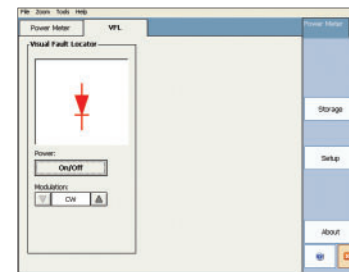 File Zoom Tools Help
Power Meter
VFL
Visual Fault Locator
Power:
On/Off
Modulation:
CW
Power Meter
Storage
Setup
About